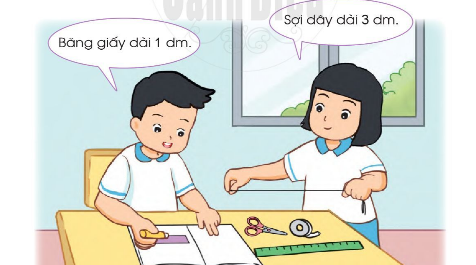 Băng giấy dài 1 dm.
Sợi dây dài 3 dm.